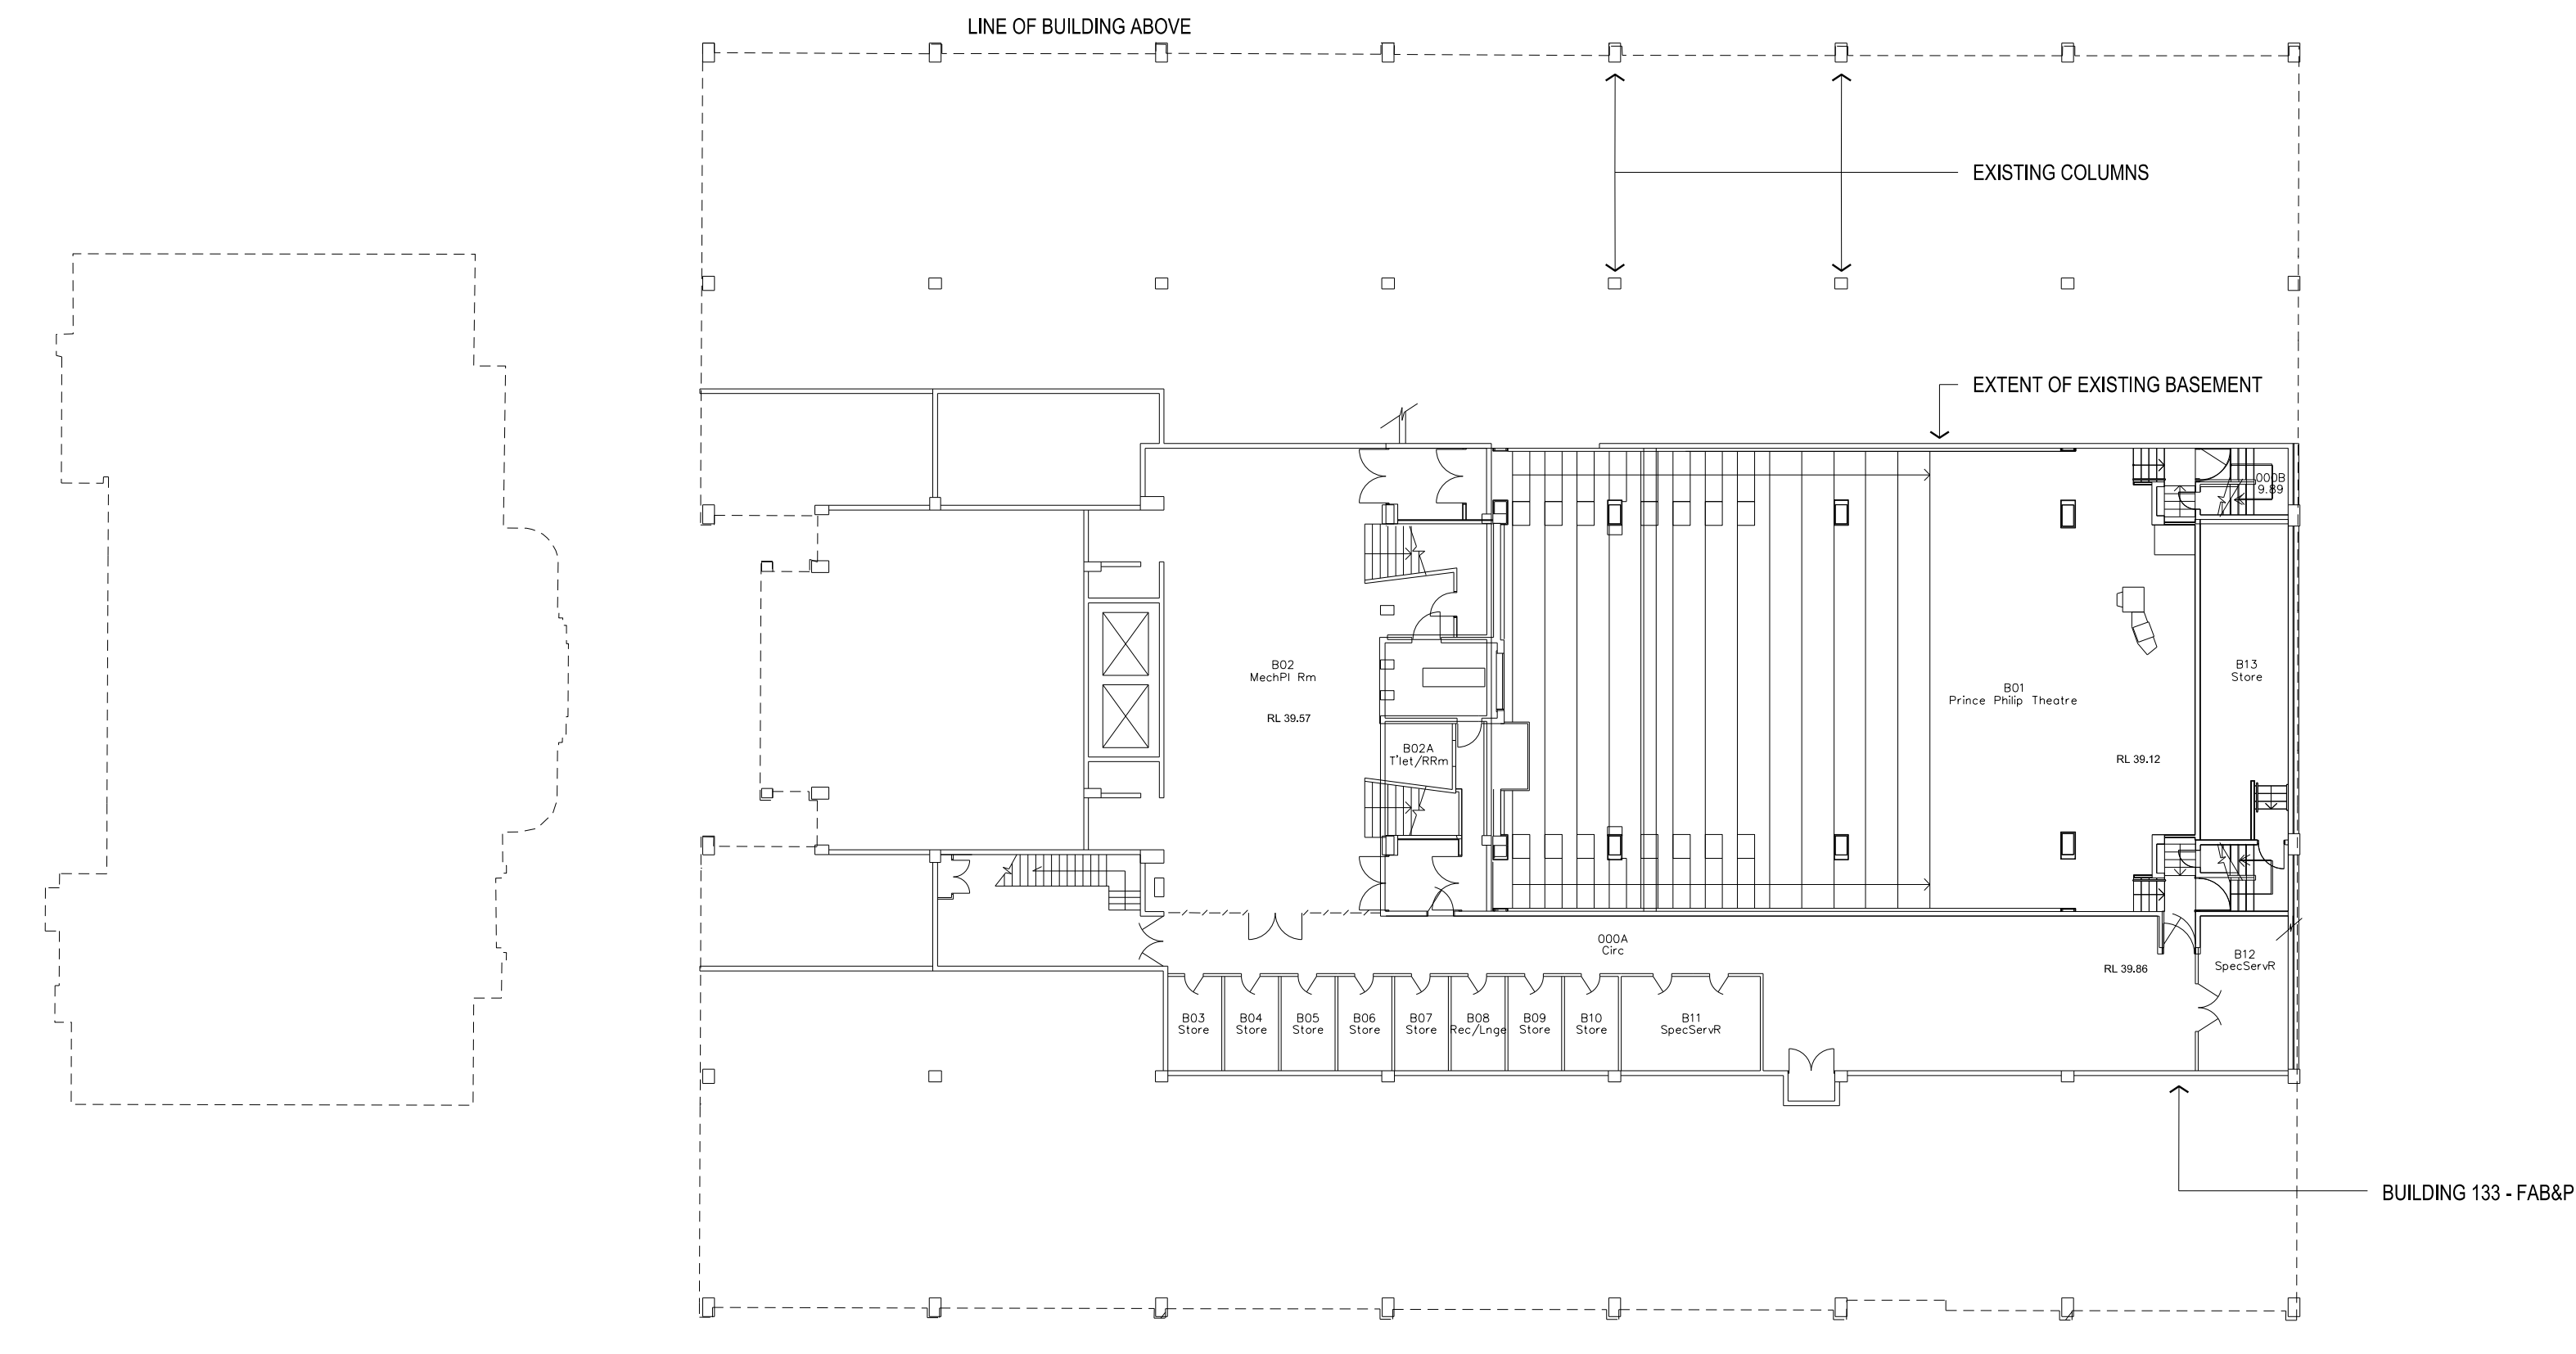 LINE OF BUILDING ABOVE
EXISTING COLUMNS
EXTENT OF EXISTING BASEMENT
000B
9.89
B02
MechPl Rm
RL 39.57
B02A
T'let/RRm
B01
Prince Philip Theatre
RL 39.12
B13
Store
000A
Circ
RL 39.86
B12
SpecServR
B03
Store
B04
Store
B05
Store
B06
Store
B07
Store
B08
Rec/Lnge
B09
Store
B10
Store
B11
SpecServR
BUILDING 133 - FAB&P